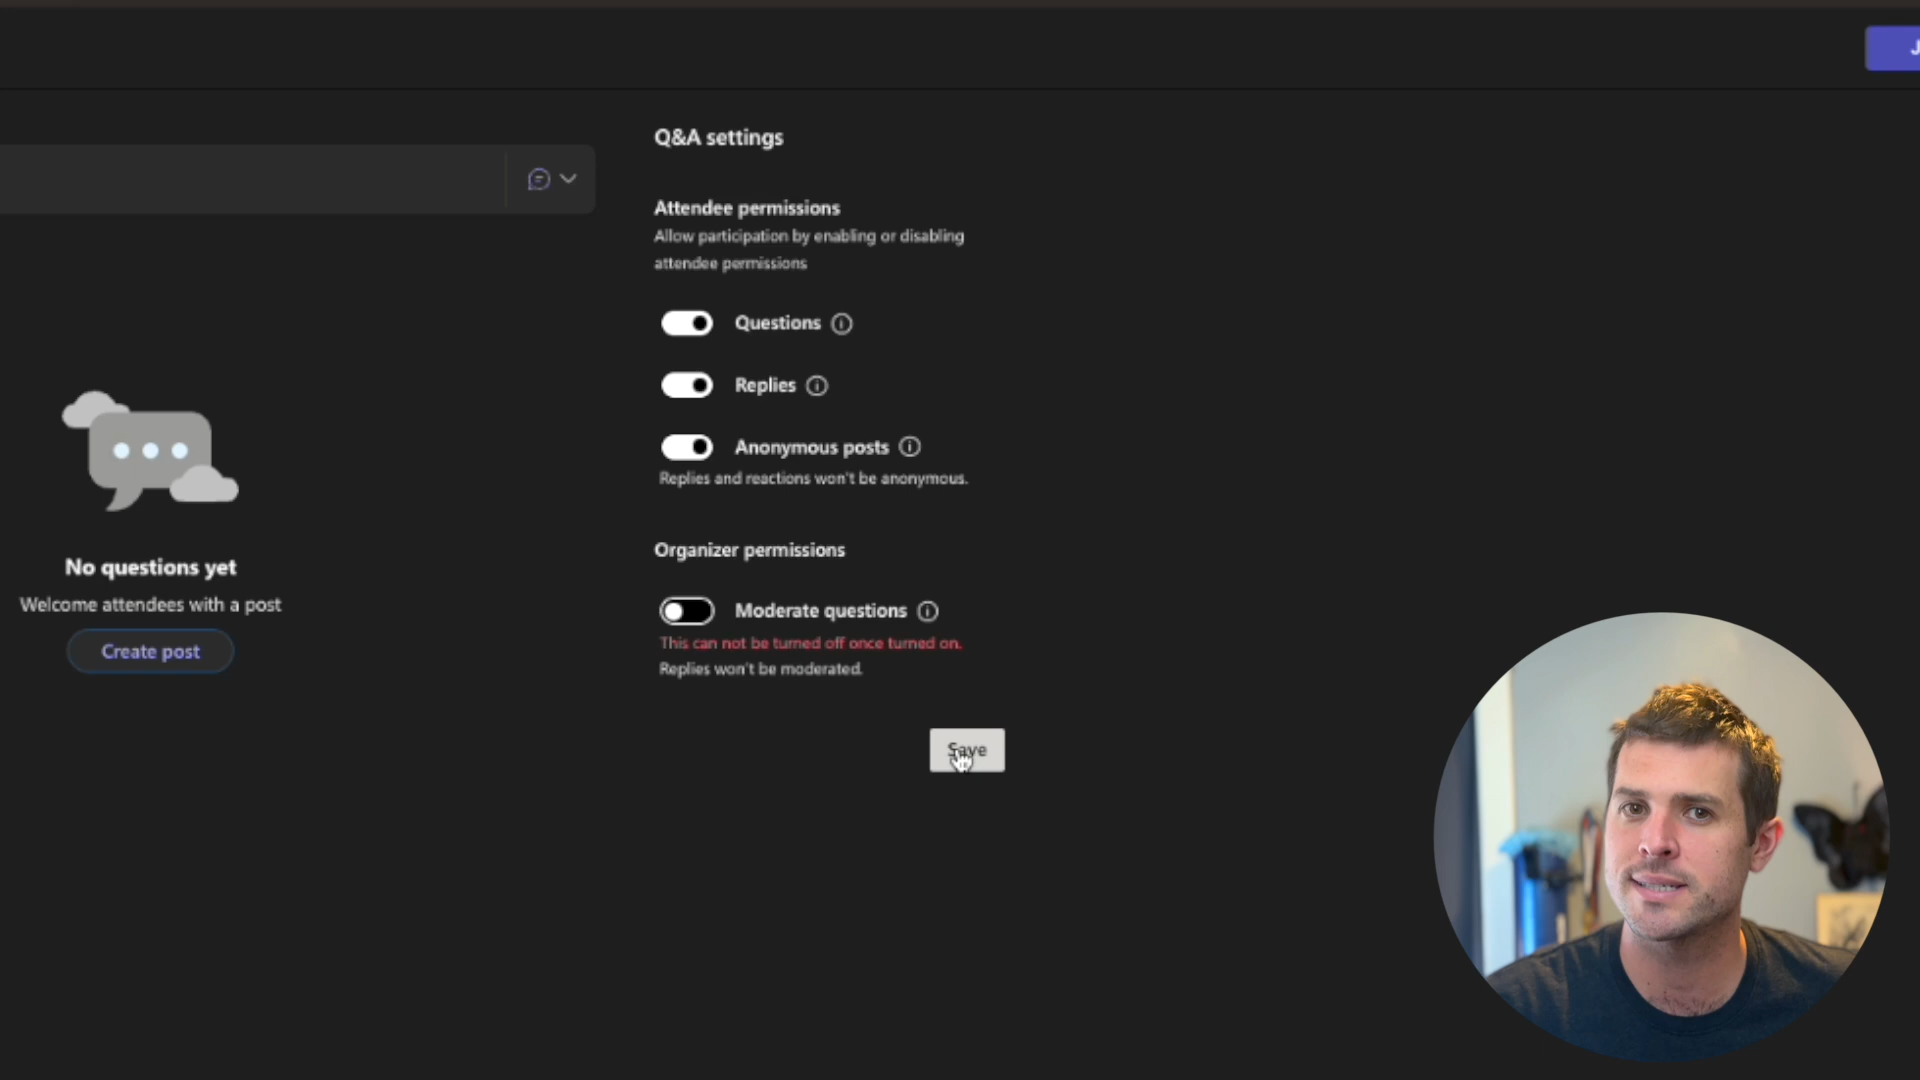 J
Q&A settings
Attendee permissions
Allow participation by enabling or disabling
attendee permissions
Questions
Replies
Anonymous posts
Replies and reactions won't be anonymous.
No questions yet
Welcome attendees with a post
Create post
Organizer permissions
Moderate questions
This can not be turned off once turned on.
Replies won't be moderated.
Save